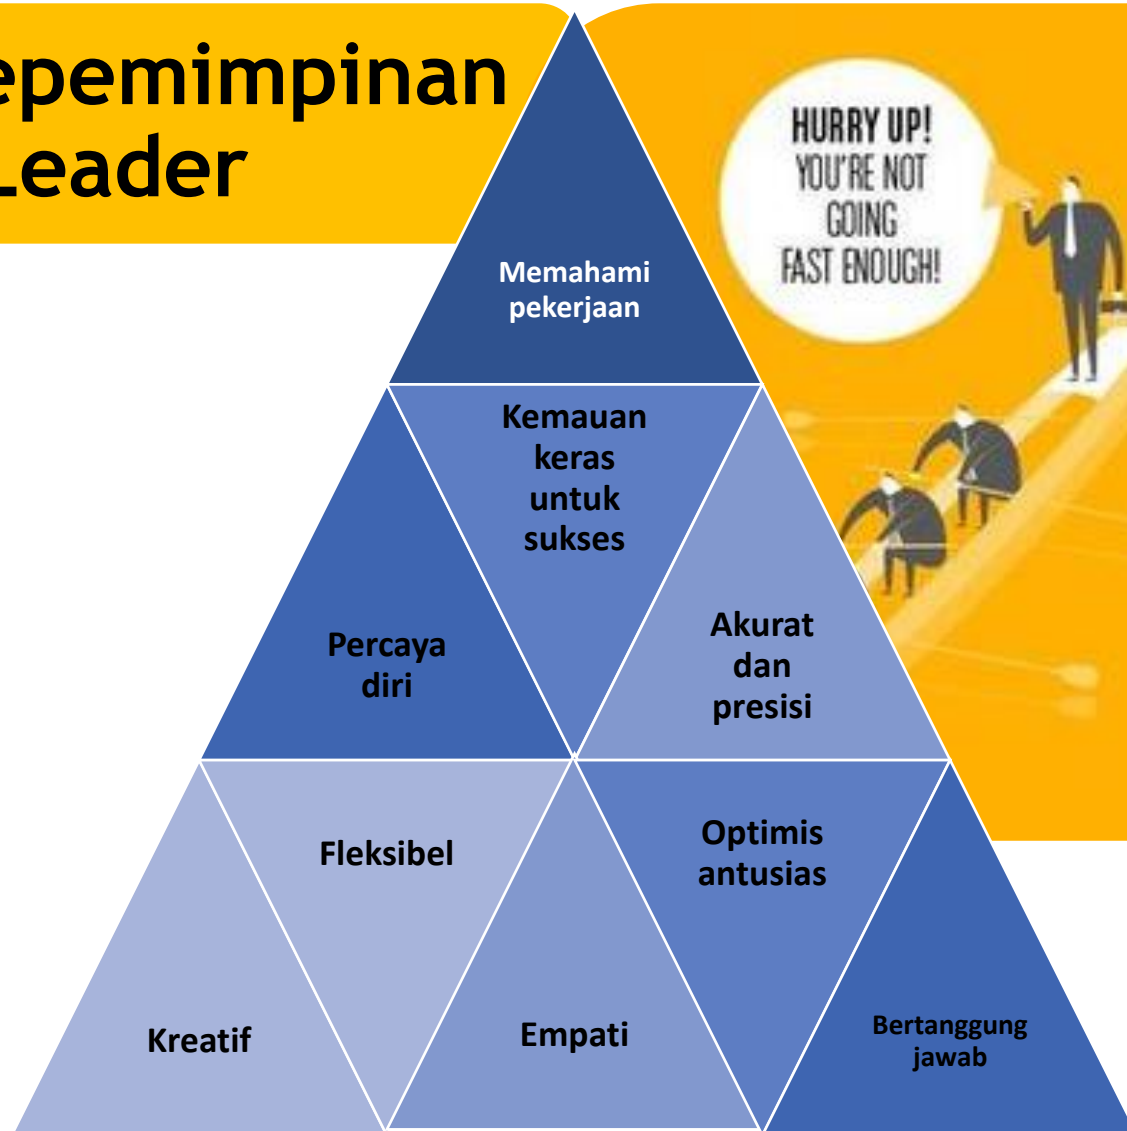 epemimpinan
Leader
HURRY UP!
YOU'RE NOT
GOING
FAST ENOUGH!
Memahami
pekerjaan
Kemauan
keras
untuk
sukses
Percaya
diri
Akurat
dan
presisi
Fleksibel
Optimis
antusias
Kreatif
Empati
Bertanggung
jawab